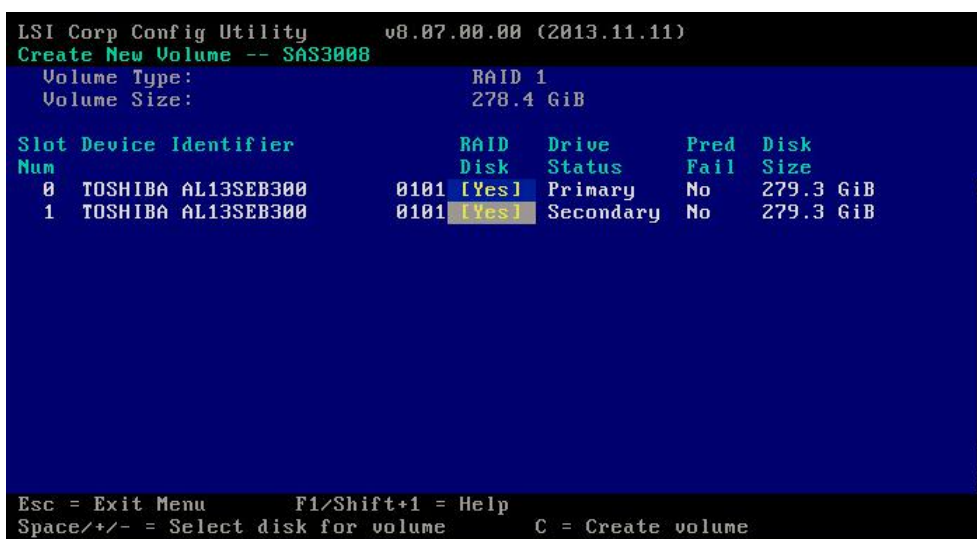 LSI Corp Config Utility v8.07.00.00 (2013.11.11)
Create New Volume -- SAS3008
Volume Type: RAID 1
Volume Size: 278.4 GiB
Slot Device Identifier RAID Drive Pred Disk
Num Disk Status Fail Size
0 TOSHIBA AL13SEB300 0101 [Yes] Primary No 279.3 GiB
1 TOSHIBA AL13SEB300 0101 [Yes] Secondary No 279.3 GiB
Esc = Exit Menu F1/Shift+1 = Help
Space/+/- = Select disk for volume C = Create volume